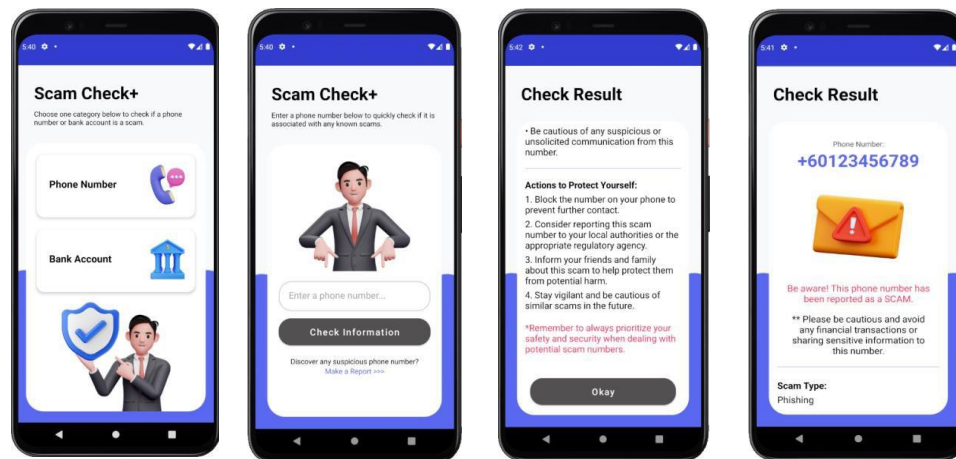 5:40
Scam Check+
Choose one category below to check if a phone
number or bank account is a scam.
Phone Number
Bank Account
5:40
Scam Check+
Enter a phone number below to quickly check if it is
associated with any known scams.
Enter a phone number...
Check Information
Discover any suspicious phone number?
Make a Report >>>
5:42
Check Result
• Be cautious of any suspicious or
unsolicited communication from this
number.
Actions to Protect Yourself:
1. Block the number on your phone to
prevent further contact.
2. Consider reporting this scam
number to your local authorities or the
appropriate regulatory agency.
3. Inform your friends and family
about this scam to help protect them
from potential harm.
4. Stay vigilant and be cautious of
similar scams in the future.
*Remember to always prioritize your
safety and security when dealing with
potential scam numbers.
Okay
5:41
Check Result
Phone Number:
+60123456789
Be aware! This phone number has
been reported as a SCAM.
** Please be cautious and avoid
any financial transactions or
sharing sensitive information to
this number.
Scam Type:
Phishing